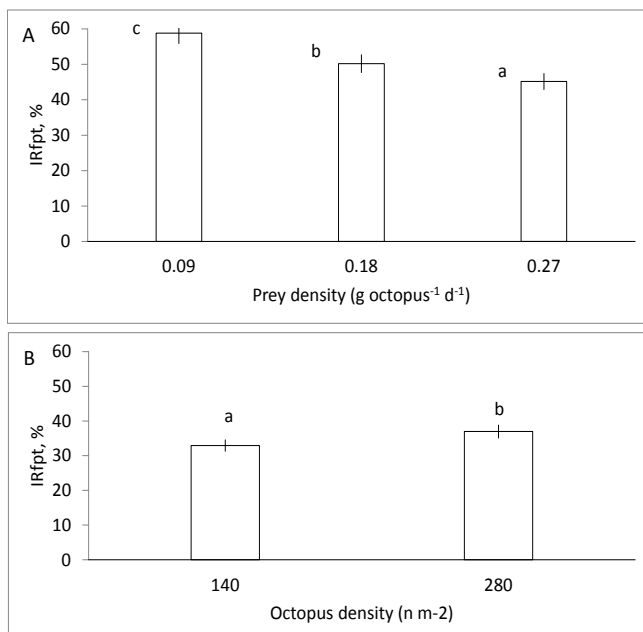 A
60
50
40
30
20
10
0
IRfpt, %
c
b
a
0.09 0.18 0.27
Prey density (g octopus⁻¹ d⁻¹)
B
60
50
40
30
20
10
0
IRfpt, %
a
b
140 280
Octopus density (n m-2)